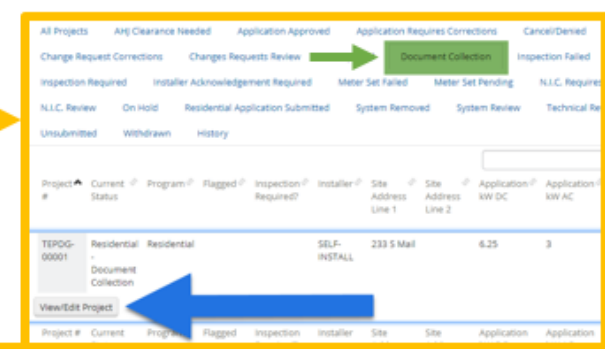 All Projects AHJ Clearance Needed Application Approved Application Requires Corrections Cancel/Denied
Change Request Corrections Changes Requests Review Document Collection Inspection Failed
Inspection Required Installer Acknowledgement Required Meter Set Failed Meter Set Pending N.I.C. Requires
N.I.C. Review On Hold Residential Application Submitted System Removed System Review Technical Re
Unsubmitted Withdrawn History
Project Current Program Flagged Inspection Installer Site Site Application Application
# Status Required? Address Address kW DC kW AC
Line 1 Line 2
TEPDG- Residential Residential SELF- 233 S Mail 6.25 3
00001 - INSTALL
Document
Collection
View/Edit Project
Project # Current Program Flagged Inspection Installer Site Site Application Application